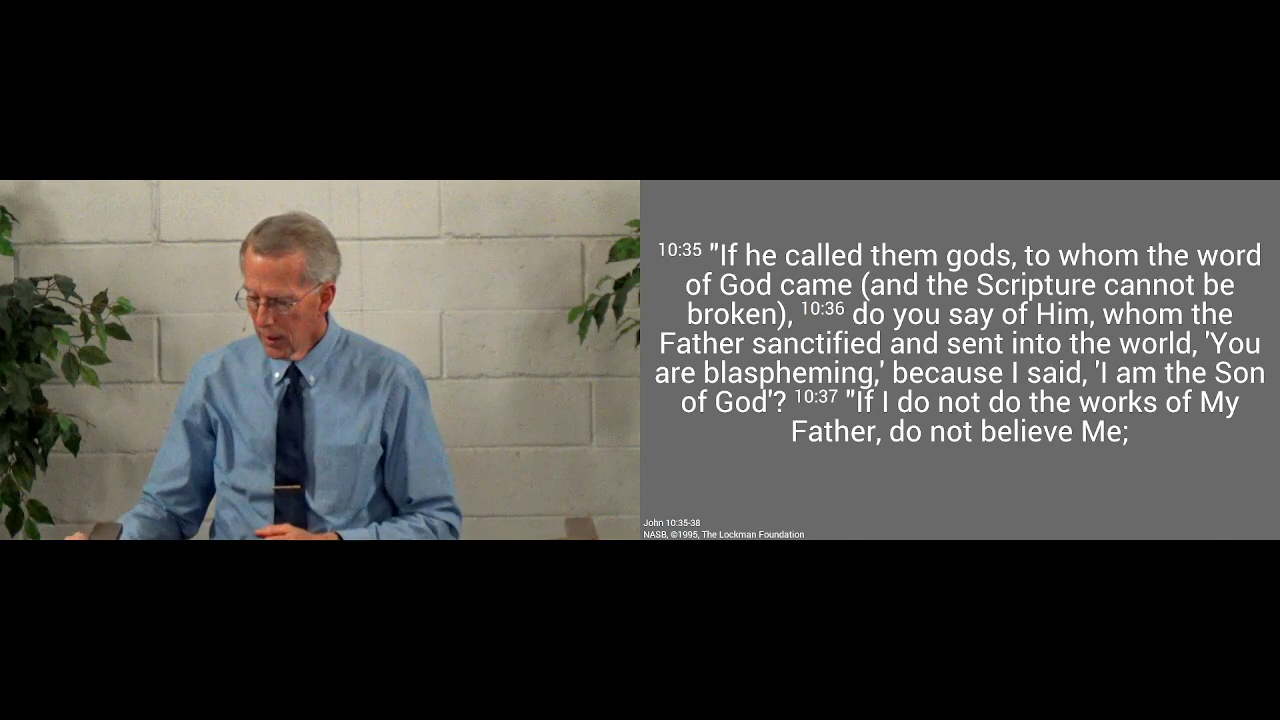 10:35 "If he called them gods, to whom the word
of God came (and the Scripture cannot be
broken), 10:36 do you say of Him, whom the
Father sanctified and sent into the world, 'You
are blaspheming,' because I said, 'I am the Son
of God'? 10:37 "If I do not do the works of My
Father, do not believe Me;
John 10:35-38
NASB, ©1995, The Lockman Foundation